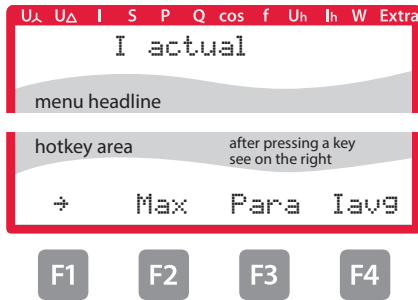 U⅄ U△ I S P Q cos f Uh Ih W Extra
I actual
menu headline
hotkey area
after pressing a key
see on the right
→ Max Para Iavg
F1 F2 F3 F4